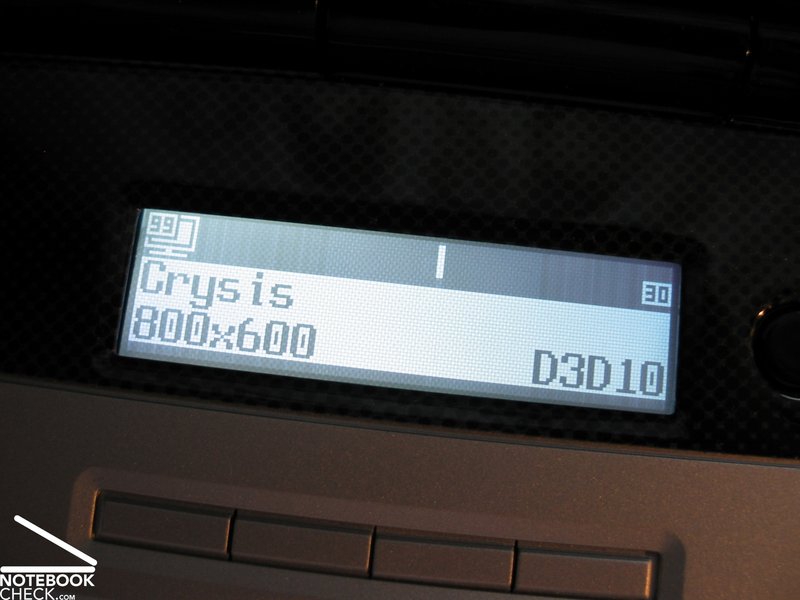 99
30
Crysis
800x600
D3D10
NOTEBOOK
CHECK.COM